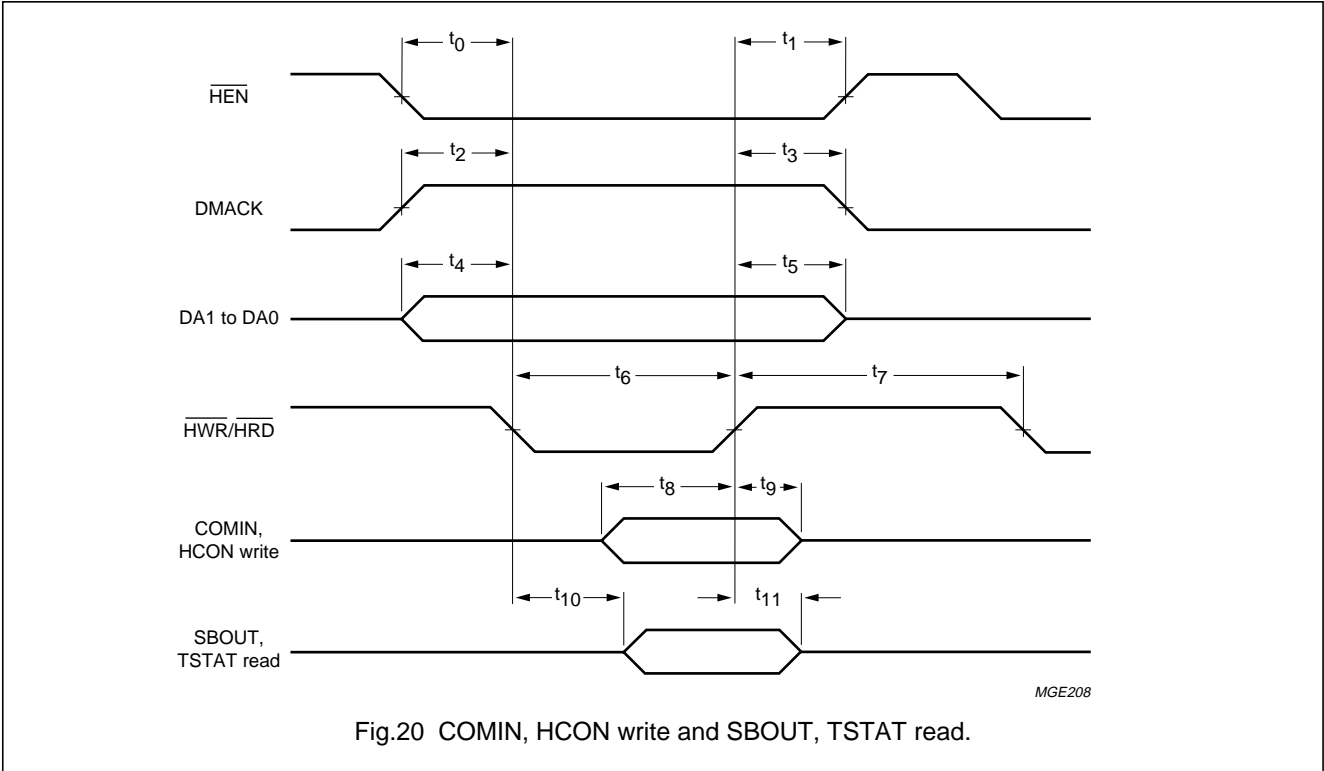 t0
t1
HEN
t2
t3
DMACK
t4
t5
DA1 to DA0
t6
t7
HWR/HRD
t8
t9
COMIN,
HCON write
t10
t11
SBOUT,
TSTAT read
MGE208
Fig.20 COMIN, HCON write and SBOUT, TSTAT read.